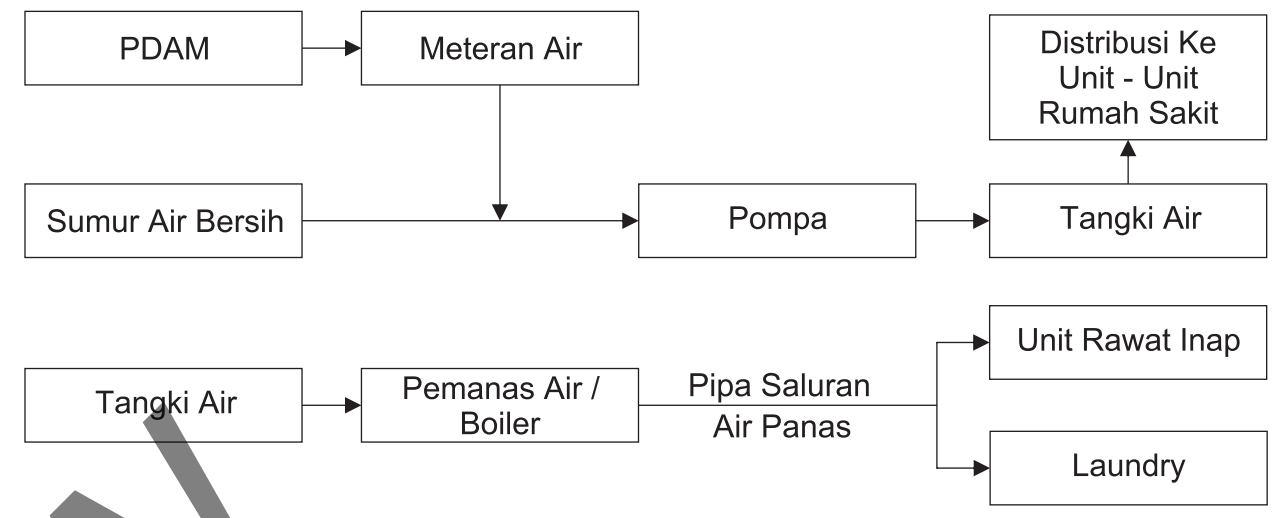 PDAM
Meteran Air
Distribusi Ke
Unit - Unit
Rumah Sakit
Sumur Air Bersih
Pompa
Tangki Air
Tangki Air
Pemanas Air /
Boiler
Pipa Saluran
Air Panas
Unit Rawat Inap
Laundry